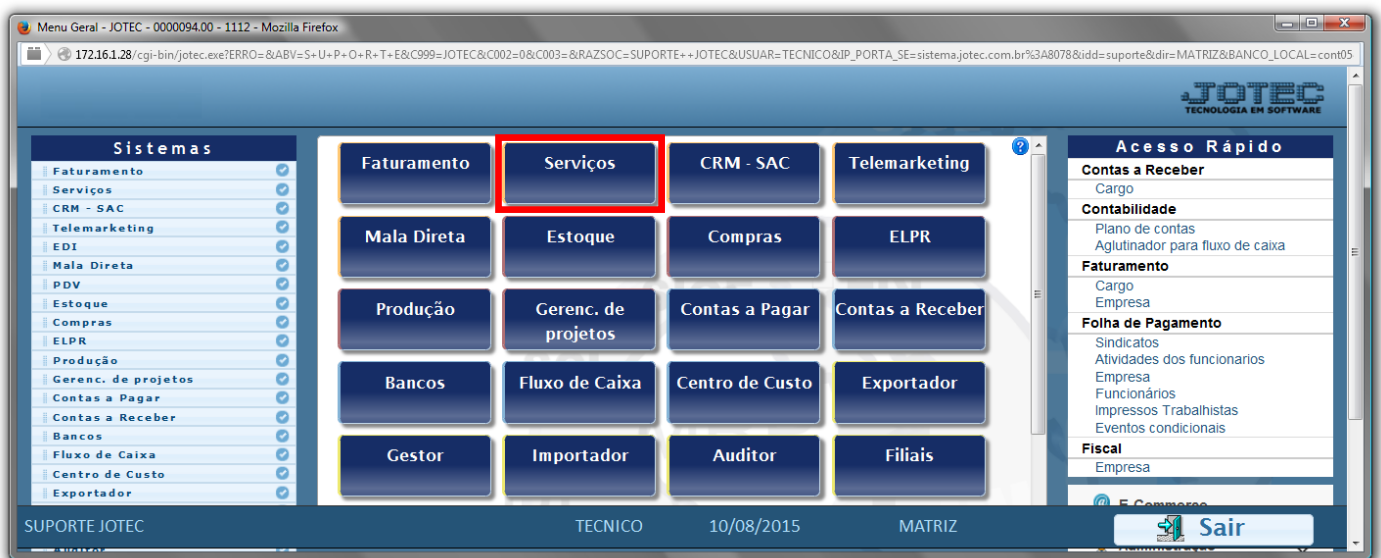 Menu Geral - JOTEC - 0000094.00 - 1112 - Mozilla Firefox
172.16.1.28/cgi-bin/jotec.exe?ERRO=&ABV=S+U+P+O+R+T+E&C999=JOTEC&C002=0&C003=&RAZSOC=SUPORTE++JOTEC&USUAR=TECNICO&IP_PORTA_SE=sistema.jotec.com.br%3A8078&idd=suporte&dir=MATRIZ&BANCO_LOCAL=cont05
JOTEC
TECNOLOGIA EM SOFTWARE
Sistemas
Faturamento
Serviços
CRM - SAC
Telemarketing
EDI
Mala Direta
PDV
Estoque
Compras
ELPR
Produção
Gerenc. de projetos
Contas a Pagar
Contas a Receber
Bancos
Fluxo de Caixa
Centro de Custo
Exportador
Auditor
Faturamento
Serviços
CRM - SAC
Telemarketing
Mala Direta
Estoque
Compras
ELPR
Produção
Gerenc. de
projetos
Contas a Pagar
Contas a Receber
Bancos
Fluxo de Caixa
Centro de Custo
Exportador
Gestor
Importador
Auditor
Filiais
Acesso Rápido
Contas a Receber
Cargo
Contabilidade
Plano de contas
Aglutinador para fluxo de caixa
Faturamento
Cargo
Empresa
Folha de Pagamento
Sindicatos
Atividades dos funcionarios
Empresa
Funcionários
Impressos Trabalhistas
Eventos condicionais
Fiscal
Empresa
E-Commerce
Administração
SUPORTE JOTEC
TECNICO
10/08/2015
MATRIZ
Sair